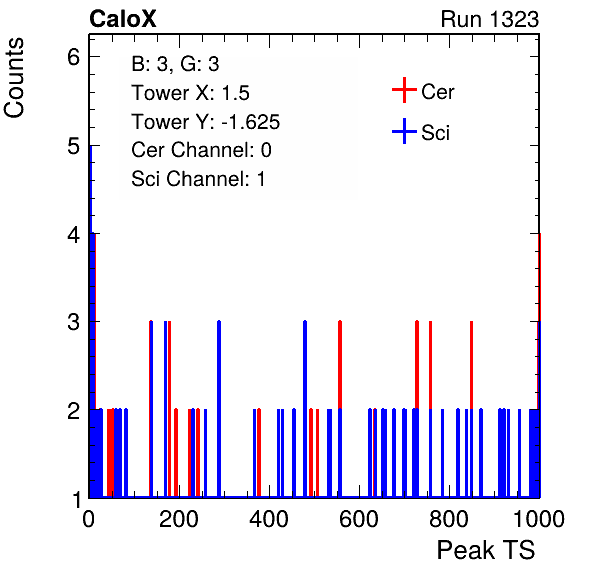 CaloX Run 1323
Counts
6
5
4
3
2
1
B: 3, G: 3
Tower X: 1.5
Tower Y: -1.625
Cer Channel: 0
Sci Channel: 1
Cer
Sci
0 200 400 600 800 1000
Peak TS